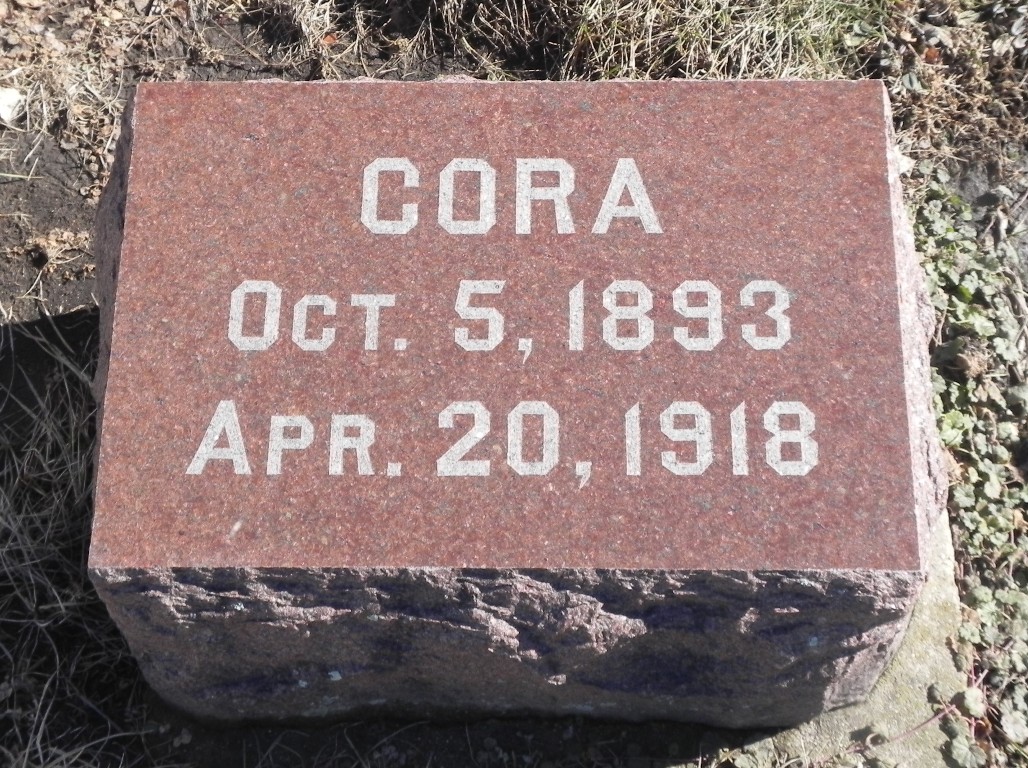 CORA
OCT. 5, 1893
APR. 20, 1918